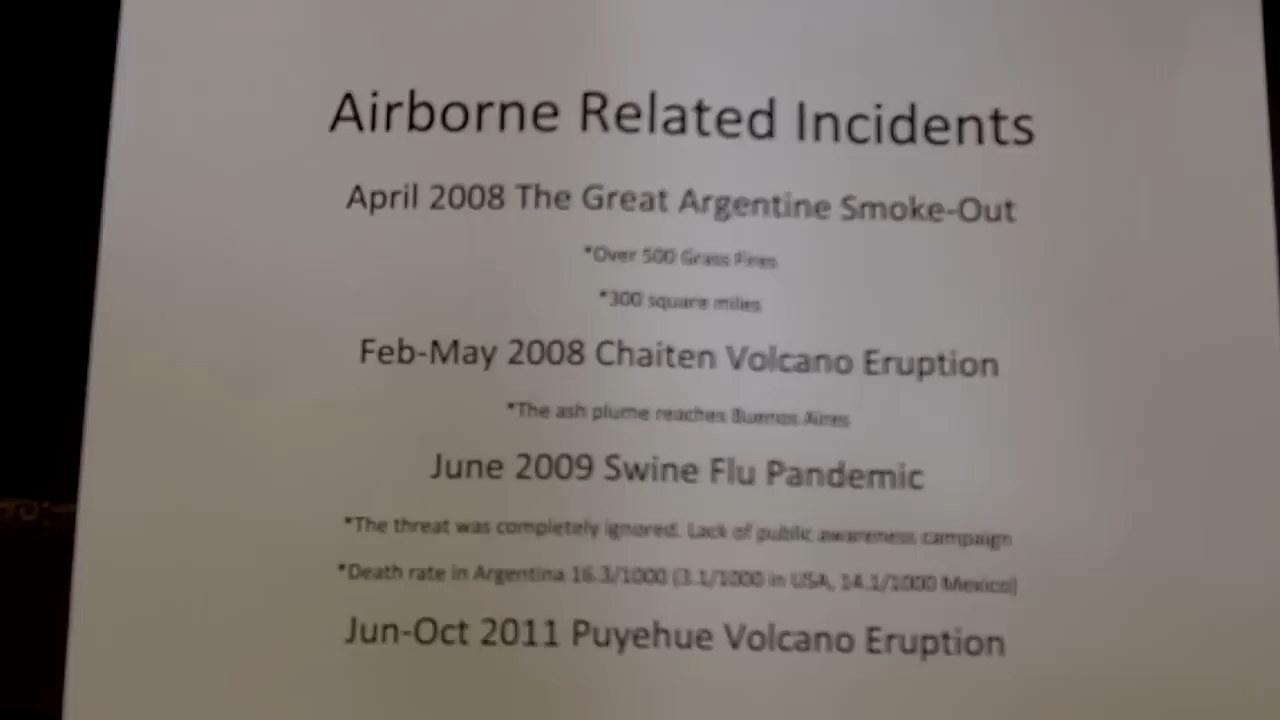 Airborne Related Incidents
April 2008 The Great Argentine Smoke-Out
*Over 500 Grass Fires
*300 square miles
Feb-May 2008 Chaiten Volcano Eruption
*The ash plume reaches Buenos Aires
June 2009 Swine Flu Pandemic
*The threat was completely ignored. Lack of public awareness campaign
*Death rate in Argentina 16.3/1000 (3.1/1000 in USA, 14.1/1000 Mexico)
Jun-Oct 2011 Puyehue Volcano Eruption